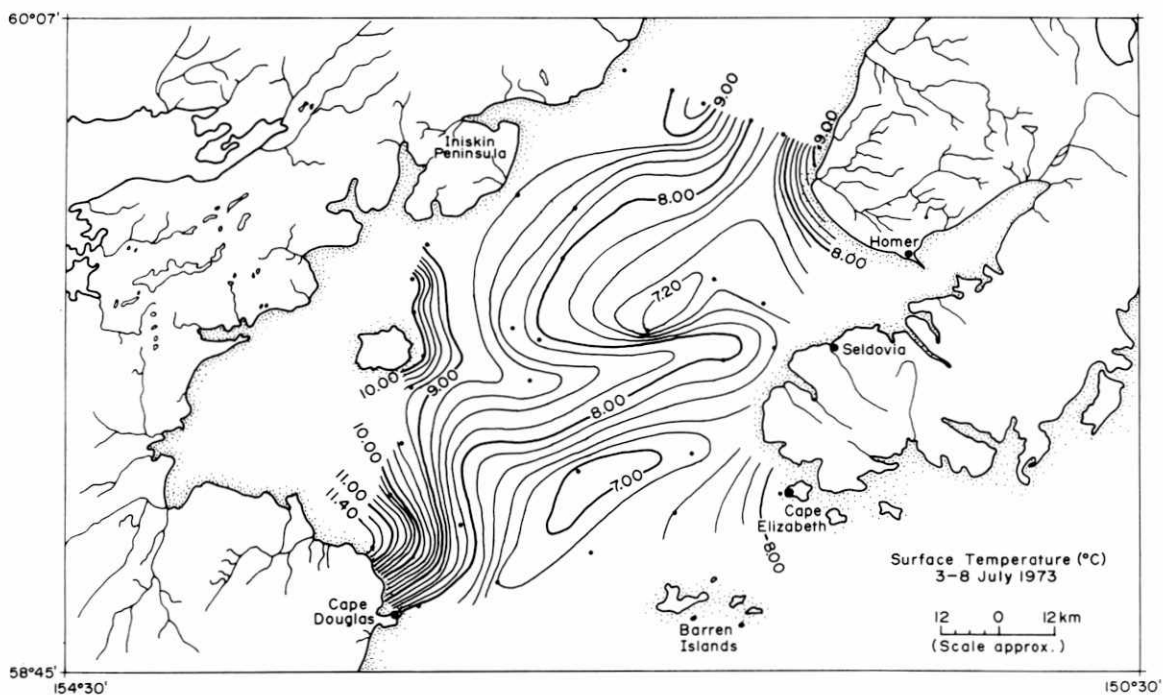 60°07'
9.00
9.00
Iniskin
Peninsula
8.00
Homer
8.00
7.20
Seldovia
10.00
9.00
8.00
10.00
11.00
11.40
7.00
Cape
Elizabeth
8.00
Surface Temperature (°C)
3-8 July 1973
Cape
Douglas
12 0 12 km
(Scale approx.)
Barren
Islands
58°45'
154°30'
150°30'